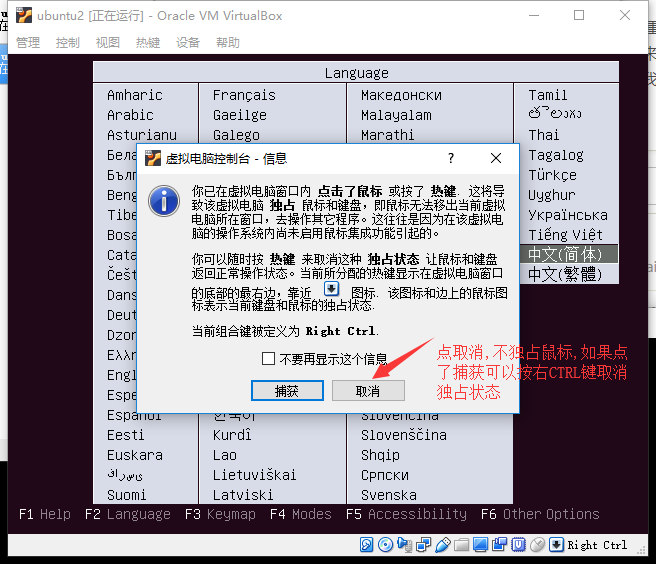 ubuntu2 [正在运行] - Oracle VM VirtualBox
管理 控制 视图 热键 设备 帮助
Language
Amharic Français Македонски Tamil
Arabic Gaeilge Malayalam తెలుగు
Asturianu Galego Marathi Thai
Tagalog
Türkçe
Uyghur
Українська
Tiếng Việt
中文(简体)
中文(繁體)
虚拟电脑控制台 - 信息
你已在虚拟电脑窗口内 点击了鼠标 或按了 热键. 这将导
致该虚拟电脑 独占 鼠标和键盘, 即鼠标无法移出当前虚拟
电脑所在窗口, 去操作其它程序。这往往是因为在该虚拟电
脑的操作系统内尚未启用鼠标集成功能引起的。
你可以随时按 热键 来取消这种 独占状态 让鼠标和键盘
返回正常操作状态。当前所分配的热键显示在虚拟电脑窗口
的底部的最右边, 靠近 图标. 该图标和边上的鼠标图
标表示当前键盘和鼠标的独占状态.
当前组合键被定义为 Right Ctrl.
不要再显示这个信息
捕获 取消
点取消,不独占鼠标,如果点
了捕获可以按右CTRL键取消
独占状态
Español 한국어 Slovenčina
Eesti Kurdî Slovenščina
Euskara Lao Shqip
Lietuviškai Српски
Suomi Latviski Svenska
F1 Help F2 Language F3 Keymap F4 Modes F5 Accessibility F6 Other Options
Right Ctrl